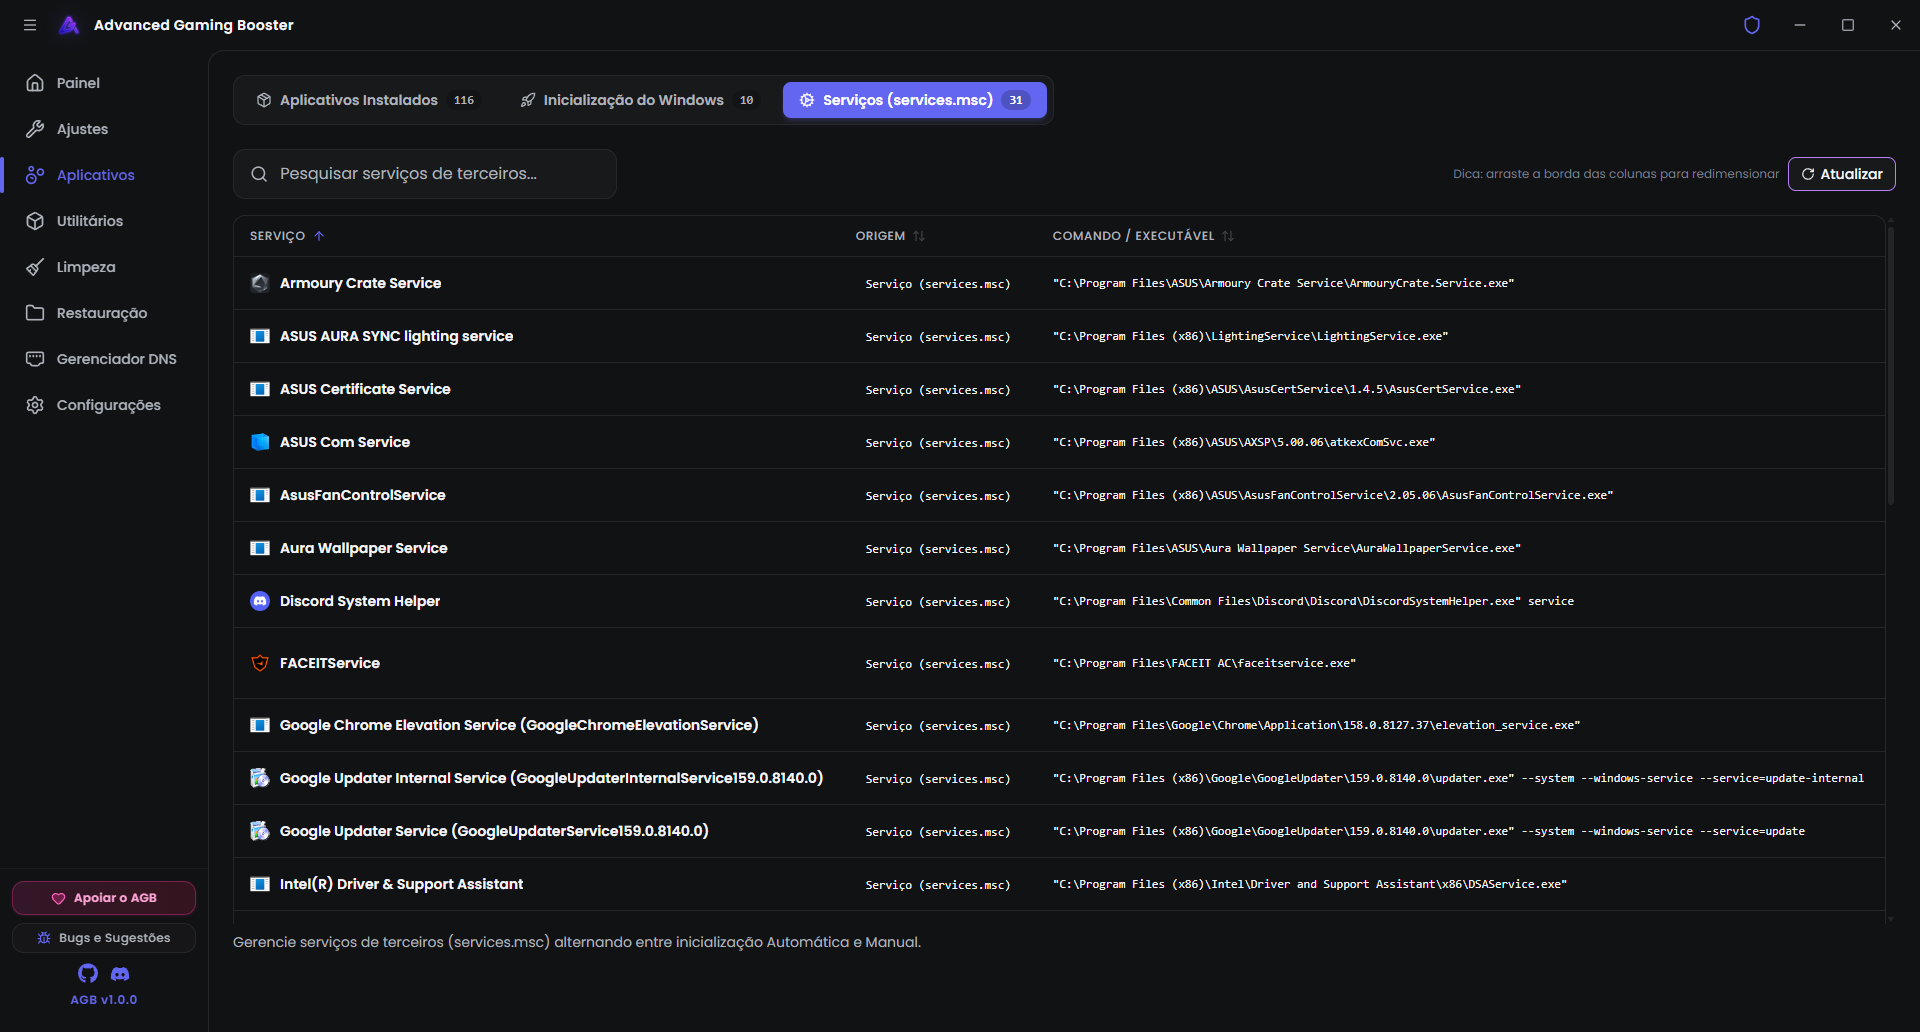 Advanced Gaming Booster
Painel
Ajustes
Aplicativos
Utilitários
Limpeza
Restauração
Gerenciador DNS
Configurações
Apoiar o AGB
Bugs e Sugestões
AGB v1.0.0
Aplicativos Instalados 116
Inicialização do Windows 10
Serviços (services.msc) 31
Pesquisar serviços de terceiros...
Dica: arraste a borda das colunas para redimensionar
Atualizar
SERVIÇO ORIGEM COMANDO / EXECUTÁVEL
Armoury Crate Service Serviço (services.msc) "C:\Program Files\ASUS\Armoury Crate Service\ArmouryCrate.Service.exe"
ASUS AURA SYNC lighting service Serviço (services.msc) "C:\Program Files (x86)\LightingService\LightingService.exe"
ASUS Certificate Service Serviço (services.msc) "C:\Program Files (x86)\ASUS\AsusCertService\1.4.5\AsusCertService.exe"
ASUS Com Service Serviço (services.msc) "C:\Program Files (x86)\ASUS\AXSP\5.00.06\atkexComSvc.exe"
AsusFanControlService Serviço (services.msc) "C:\Program Files (x86)\ASUS\AsusFanControlService\2.05.06\AsusFanControlService.exe"
Aura Wallpaper Service Serviço (services.msc) "C:\Program Files\ASUS\Aura Wallpaper Service\AuraWallpaperService.exe"
Discord System Helper Serviço (services.msc) "C:\Program Files\Common Files\Discord\Discord\DiscordSystemHelper.exe" service
FACEITService Serviço (services.msc) "C:\Program Files\FACEIT AC\faceitservice.exe"
Google Chrome Elevation Service (GoogleChromeElevationService) Serviço (services.msc) "C:\Program Files\Google\Chrome\Application\158.0.8127.37\elevation_service.exe"
Google Updater Internal Service (GoogleUpdaterInternalService159.0.8140.0) Serviço (services.msc) "C:\Program Files (x86)\Google\GoogleUpdater\159.0.8140.0\updater.exe" --system --windows-service --service=update-internal
Google Updater Service (GoogleUpdaterService159.0.8140.0) Serviço (services.msc) "C:\Program Files (x86)\Google\GoogleUpdater\159.0.8140.0\updater.exe" --system --windows-service --service=update
Intel(R) Driver & Support Assistant Serviço (services.msc) "C:\Program Files (x86)\Intel\Driver and Support Assistant\x86\DSAService.exe"
Gerencie serviços de terceiros (services.msc) alternando entre inicialização Automática e Manual.